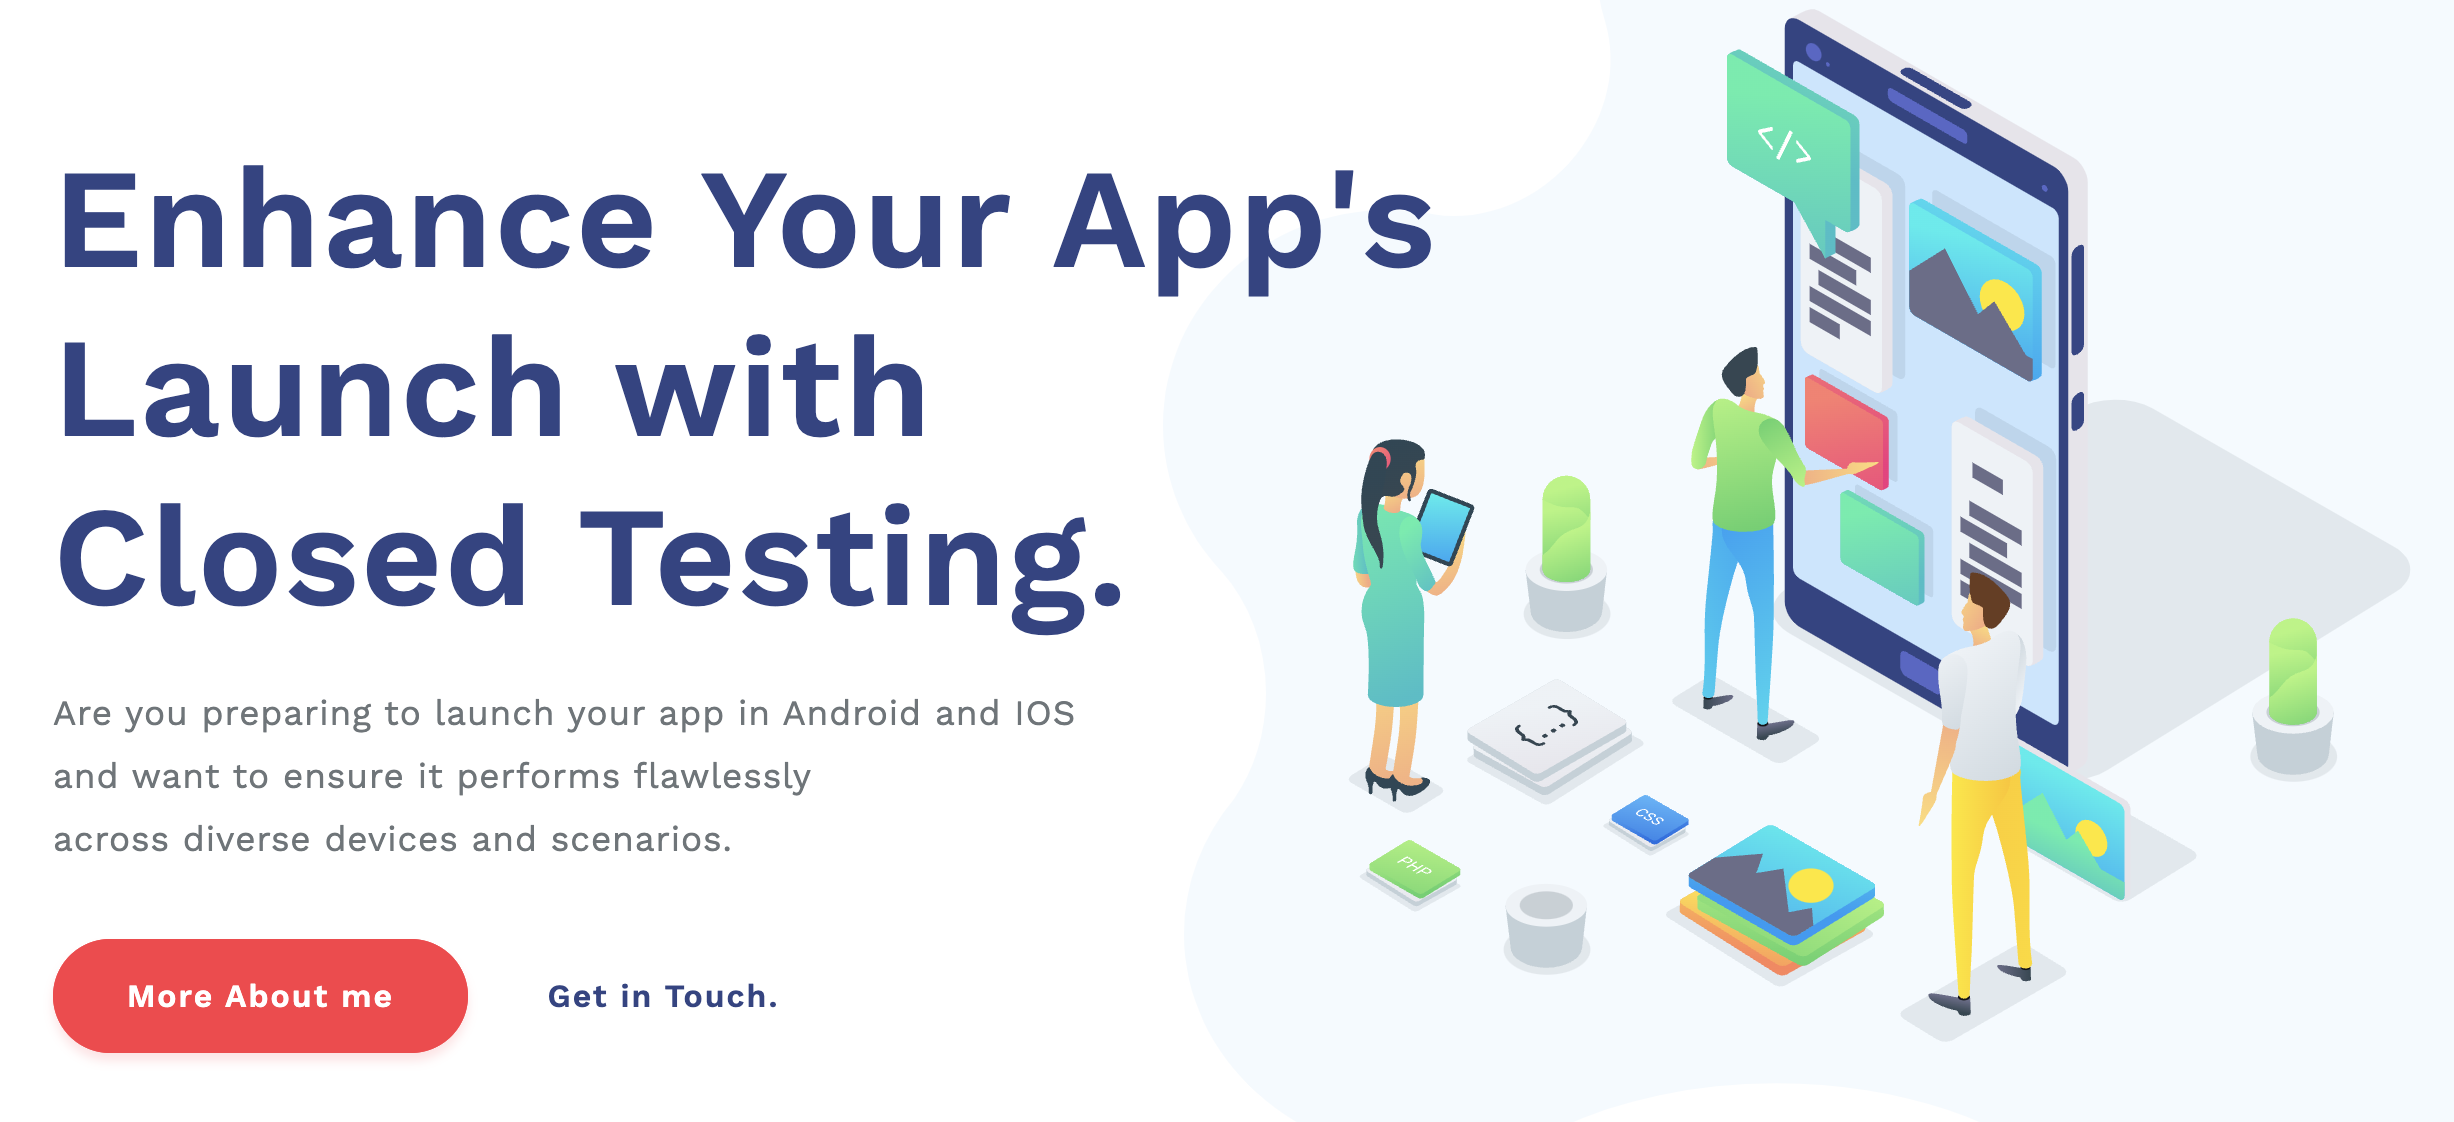 Enhance Your App's
Launch with
Closed Testing.
Are you preparing to launch your app in Android and IOS
and want to ensure it performs flawlessly
across diverse devices and scenarios.
More About me
Get in Touch.
</>
{...}
CSS
PHP